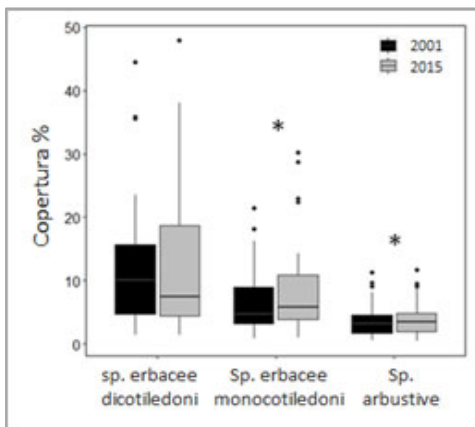 50
40
30
20
10
0
Copertura %
2001
2015
*
*
sp. erbacee
dicotiledoni
Sp. erbacee
monocotiledoni
Sp.
arbustive